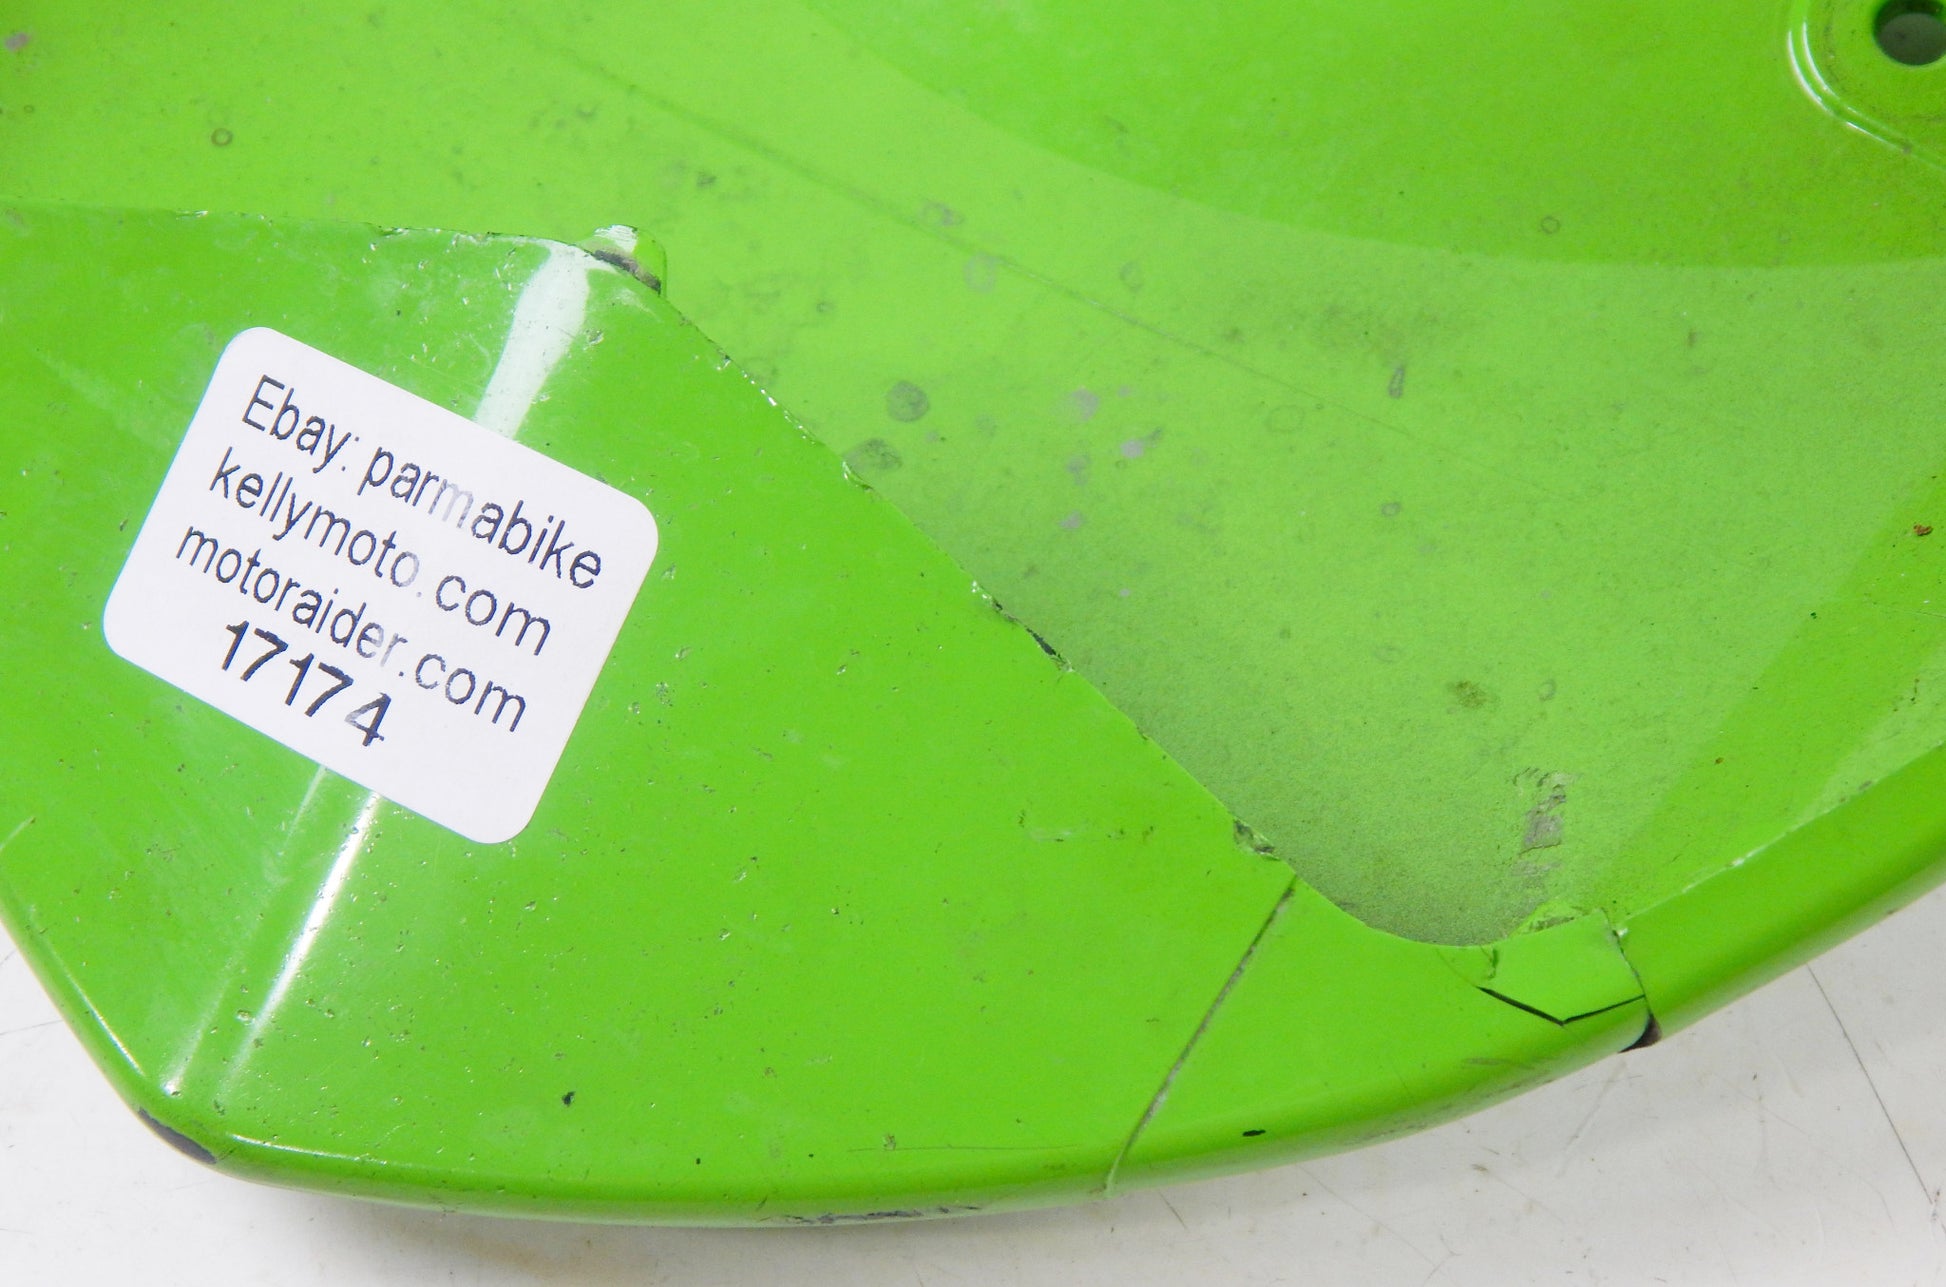 Ebay: parmabike
kellymoto.com
motoraider.com
17174